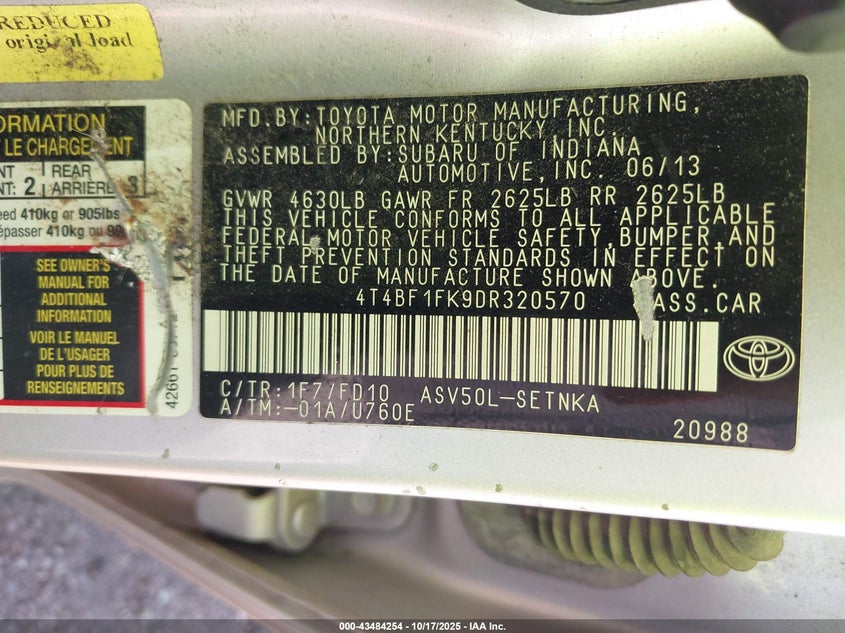 REDUCED
original load
ORMATION
LE CHARGEMENT
NT: 2 REAR
ARRIÈRE 3
eed 410kg or 905lbs
épasser 410kg ou
SEE OWNER'S
MANUAL FOR
ADDITIONAL
INFORMATION
VOIR LE MANUEL
DE L'USAGER
POUR PLUS DE
RENSEIGNEMENTS
MFD.BY:TOYOTA MOTOR MANUFACTURING,
NORTHERN KENTUCKY,INC.
ASSEMBLED BY:SUBARU OF INDIANA
AUTOMOTIVE,INC. 06/13
GVWR 4630LB GAWR FR 2625LB RR 2625LB
THIS VEHICLE CONFORMS TO ALL APPLICABLE
FEDERAL MOTOR VEHICLE SAFETY,BUMPER,AND
THEFT PREVENTION STANDARDS IN EFFECT ON
THE DATE OF MANUFACTURE SHOWN ABOVE.
4T4BF1FK9DR320570 ASS.CAR
C/TR:1F7/FD10 ASV50L-SETNKA
A/TM:-01A/U760E
20988
000-43484254 | 10/17/2025 | IAA Inc.